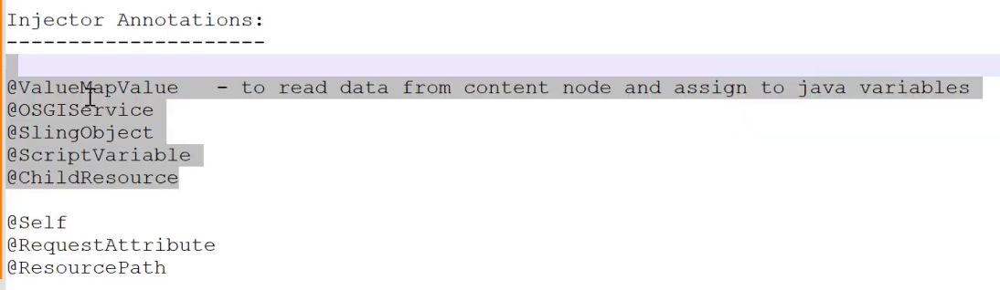 Injector Annotations:
---------------------
@ValueMapValue - to read data from content node and assign to java variables
@OSGIService
@SlingObject
@ScriptVariable
@ChildResource
@Self
@RequestAttribute
@ResourcePath